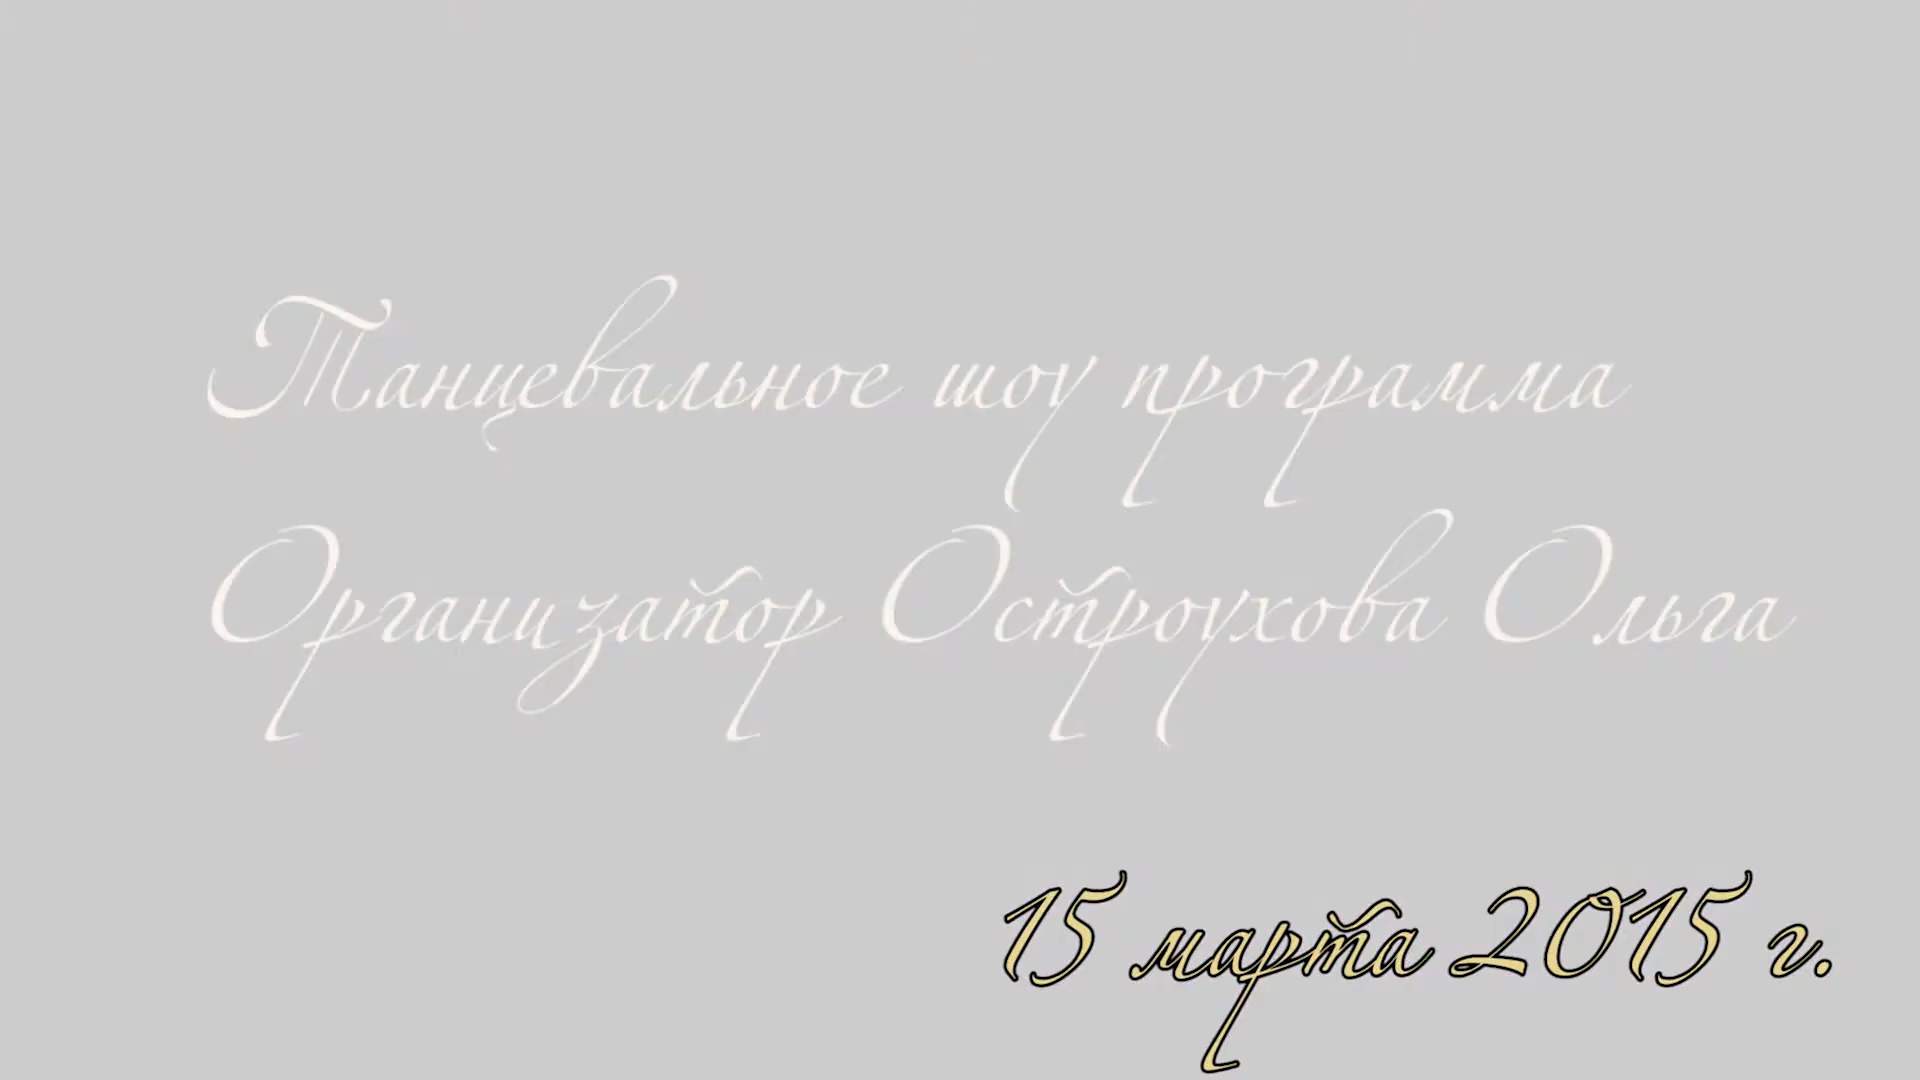 Танцевальное шоу программа
Организатор Остроухова Ольга
15 марта 2015 г.